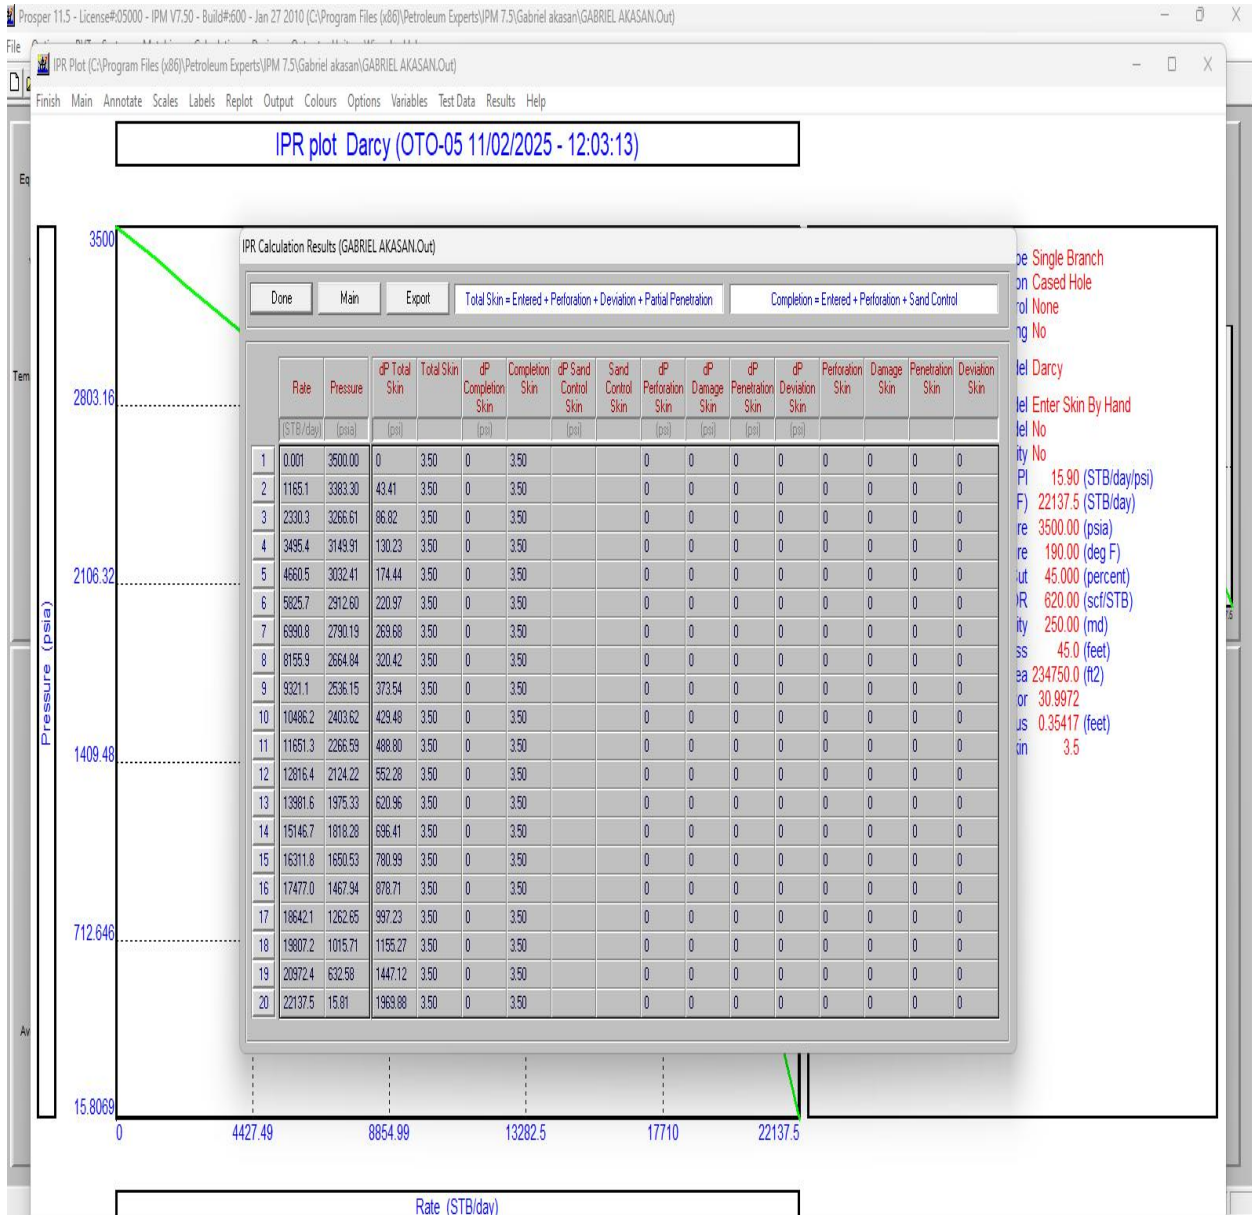 Prosper 11.5 - License#:05000 - IPM V7.50 - Build#:600 - Jan 27 2010 (C:\Program Files (x86)\Petroleum Experts\IPM 7.5\Gabriel akasan\GABRIEL AKASAN.Out)
File
IPR Plot (C:\Program Files (x86)\Petroleum Experts\IPM 7.5\Gabriel akasan\GABRIEL AKASAN.Out)
Finish Main Annotate Scales Labels Replot Output Colours Options Variables Test Data Results Help
IPR plot Darcy (OTO-05 11/02/2025 - 12:03:13)
Pressure (psia)
3500
2803.16
2106.32
1409.48
712.646
15.8069
0 4427.49 8854.99 13282.5 17710 22137.5
Rate (STB/day)
IPR Calculation Results (GABRIEL AKASAN.Out)
Done Main Export
Total Skin = Entered + Perforation + Deviation + Partial Penetration
Completion = Entered + Perforation + Sand Control
Rate Pressure dP Total Skin Total Skin dP Completion Skin Completion Skin dP Sand Control Skin Sand Control Skin dP Perforation Skin dP Damage Skin dP Penetration Skin dP Deviation Skin Perforation Skin Damage Skin Penetration Skin Deviation Skin
(STB/day) (psia) (psi) (psi) (psi) (psi) (psi) (psi) (psi)
1 0.001 3500.00 0 3.50 0 3.50 0 0 0 0 0 0 0 0
2 1165.1 3383.30 43.41 3.50 0 3.50 0 0 0 0 0 0 0 0
3 2330.3 3266.61 86.82 3.50 0 3.50 0 0 0 0 0 0 0 0
4 3495.4 3149.91 130.23 3.50 0 3.50 0 0 0 0 0 0 0 0
5 4660.5 3032.41 174.44 3.50 0 3.50 0 0 0 0 0 0 0 0
6 5825.7 2912.60 220.97 3.50 0 3.50 0 0 0 0 0 0 0 0
7 6990.8 2790.19 269.68 3.50 0 3.50 0 0 0 0 0 0 0 0
8 8155.9 2664.84 320.42 3.50 0 3.50 0 0 0 0 0 0 0 0
9 9321.1 2536.15 373.54 3.50 0 3.50 0 0 0 0 0 0 0 0
10 10486.2 2403.62 429.48 3.50 0 3.50 0 0 0 0 0 0 0 0
11 11651.3 2266.59 488.80 3.50 0 3.50 0 0 0 0 0 0 0 0
12 12816.4 2124.22 552.28 3.50 0 3.50 0 0 0 0 0 0 0 0
13 13981.6 1975.33 620.96 3.50 0 3.50 0 0 0 0 0 0 0 0
14 15146.7 1818.28 696.41 3.50 0 3.50 0 0 0 0 0 0 0 0
15 16311.8 1650.53 780.99 3.50 0 3.50 0 0 0 0 0 0 0 0
16 17477.0 1467.94 878.71 3.50 0 3.50 0 0 0 0 0 0 0 0
17 18642.1 1262.65 997.23 3.50 0 3.50 0 0 0 0 0 0 0 0
18 19807.2 1015.71 1155.27 3.50 0 3.50 0 0 0 0 0 0 0 0
19 20972.4 632.58 1447.12 3.50 0 3.50 0 0 0 0 0 0 0 0
20 22137.5 15.81 1969.88 3.50 0 3.50 0 0 0 0 0 0 0 0
Single Branch
Cased Hole
None
No
Darcy
Enter Skin By Hand
No
No
PI 15.90 (STB/day/psi)
22137.5 (STB/day)
3500.00 (psia)
190.00 (deg F)
45.000 (percent)
620.00 (scf/STB)
250.00 (md)
45.0 (feet)
234750.0 (ft2)
30.9972
0.35417 (feet)
3.5